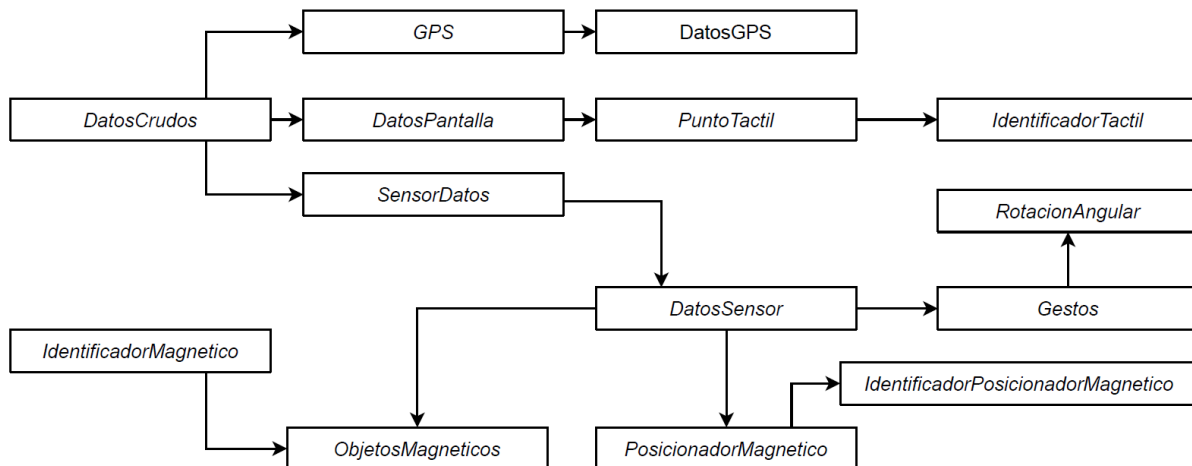 GPS
DatosGPS
DatosCrudos
DatosPantalla
PuntoTactil
IdentificadorTactil
SensorDatos
RotacionAngular
DatosSensor
Gestos
IdentificadorMagnetico
IdentificadorPosicionadorMagnetico
ObjetosMagneticos
PosicionadorMagnetico